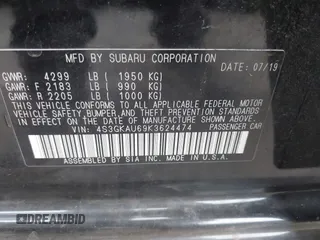 MFD BY SUBARU CORPORATION
DATE: 07/19
GVWR: 4299 LB [ 1950 KG]
GAWR: F 2183 LB [ 990 KG]
GAWR: R 2205 LB [ 1000 KG]
THIS VEHICLE CONFORMS TO ALL APPLICABLE FEDERAL MOTOR
VEHICLE SAFETY, BUMPER, AND THEFT PREVENTION STANDARDS
IN EFFECT ON THE DATE OF MANUFACTURE SHOWN ABOVE.
VIN: 4S3GKAU69K3624474 PASSENGER CAR
ASSEMBLED BY SIA INC. MADE IN U.S.A.
DREAMBID